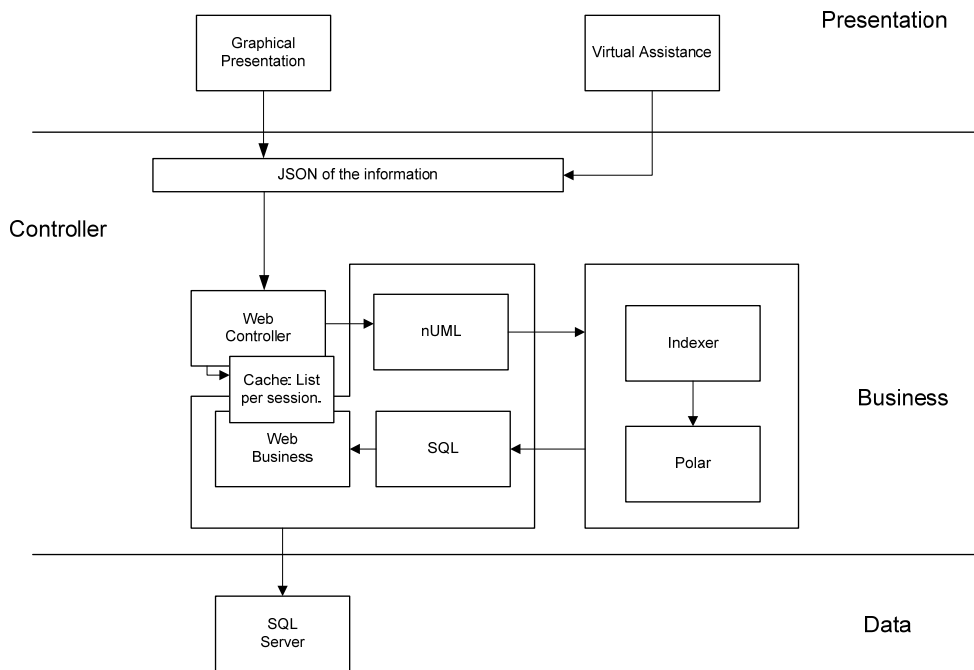 Presentation
Graphical
Presentation
Virtual Assistance
JSON of the information
Controller
Web
Controller
nUML
Indexer
Cache: List
per session.
Business
Web
Business
SQL
Polar
SQL
Server
Data